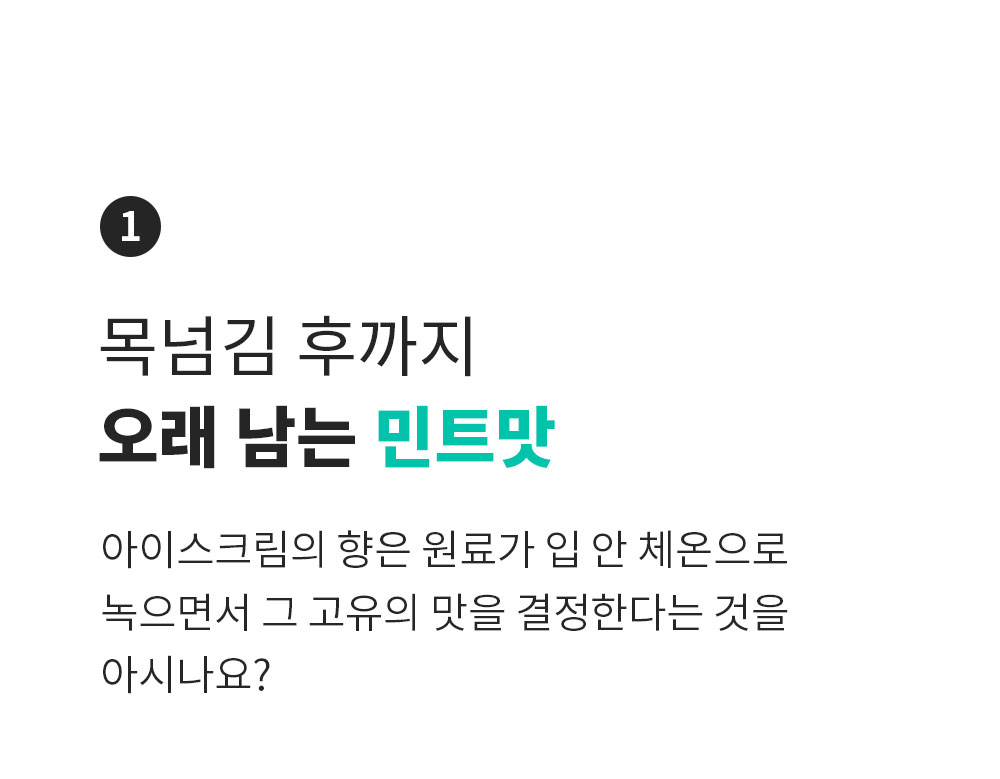 1
목넘김 후까지
오래 남는 민트맛
아이스크림의 향은 원료가 입 안 체온으로
녹으면서 그 고유의 맛을 결정한다는 것을
아시나요?